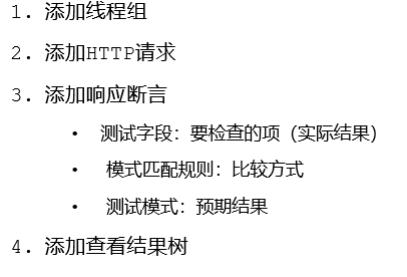 1. 添加线程组
2. 添加HTTP请求
3. 添加响应断言
• 测试字段：要检查的项（实际结果）
• 模式匹配规则：比较方式
• 测试模式：预期结果
4. 添加查看结果树